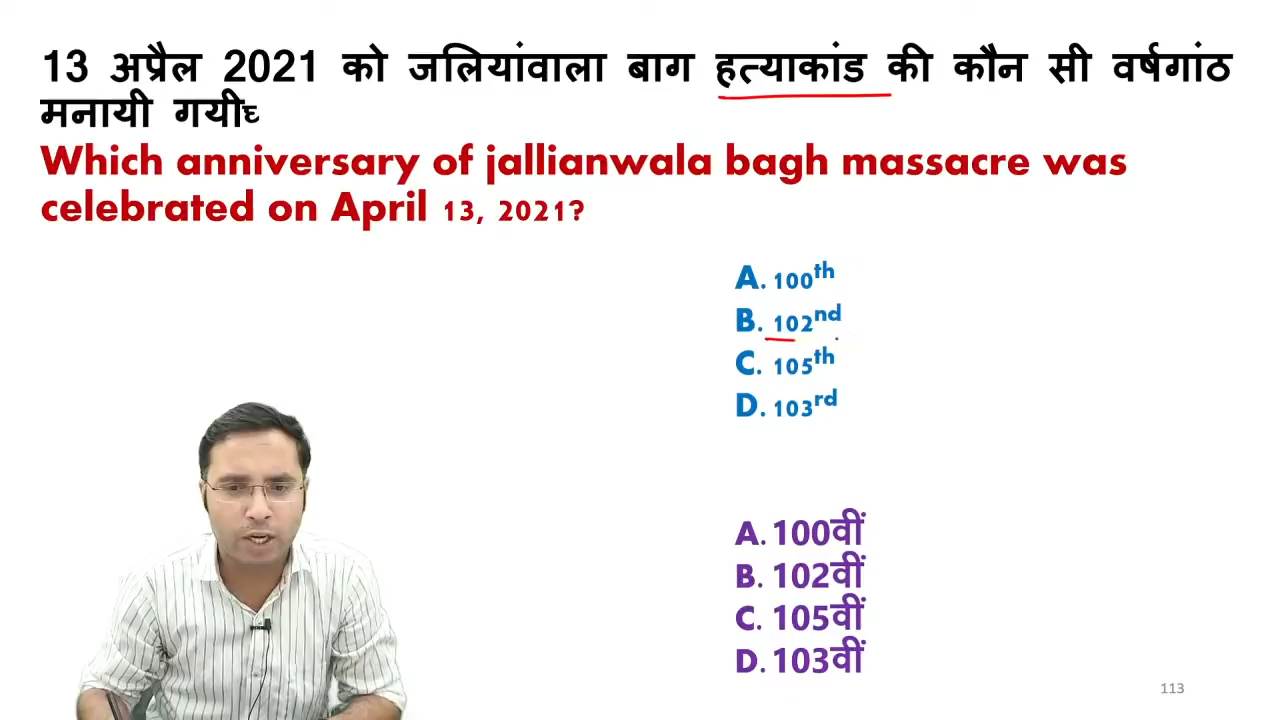 13 अप्रैल 2021 को जलियांवाला बाग हत्याकांड की कौन सी वर्षगांठ
मनायी गयीघ्
Which anniversary of jallianwala bagh massacre was
celebrated on April 13, 2021?
A. 100th
B. 102nd
C. 105th
D. 103rd
A. 100वीं
B. 102वीं
C. 105वीं
D. 103वीं
113